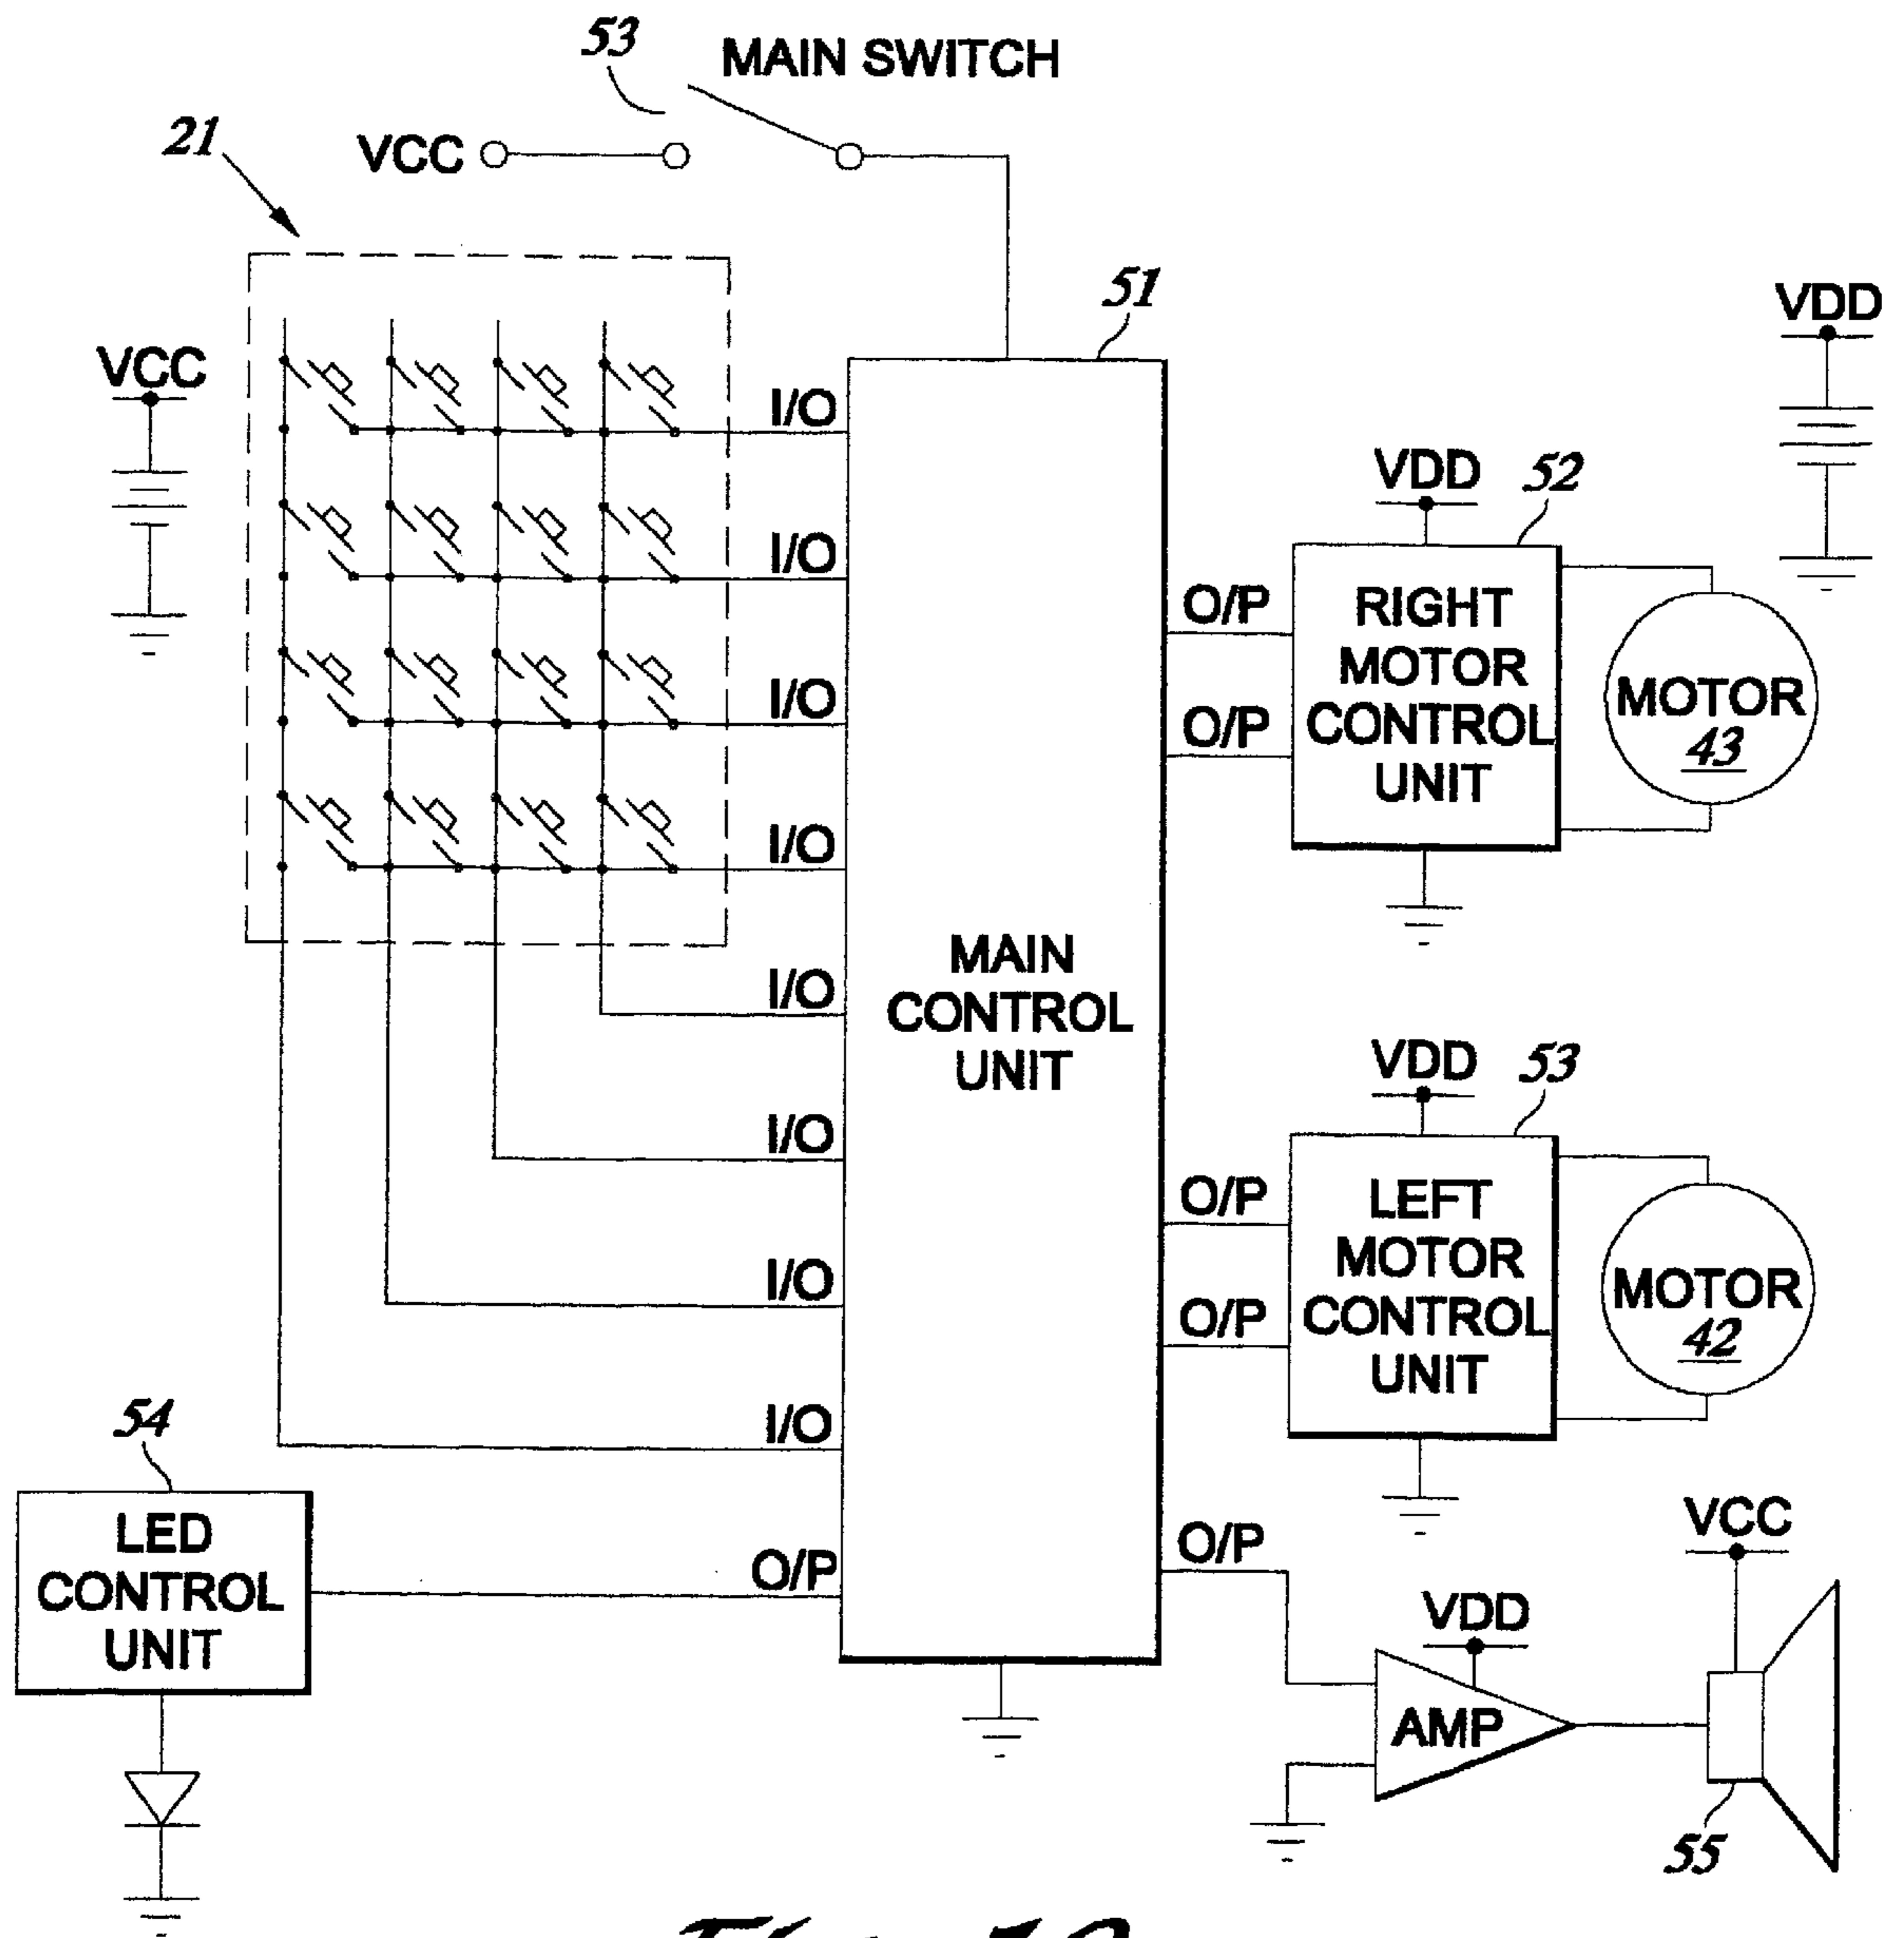 53
MAIN SWITCH
21
VCC
51
VDD
VCC
I/O
VDD
52
I/O
O/P
RIGHT
MOTOR
CONTROL
UNIT
MOTOR
43
I/O
O/P
I/O
MAIN
CONTROL
UNIT
I/O
VDD
53
I/O
O/P
LEFT
MOTOR
CONTROL
UNIT
MOTOR
42
I/O
O/P
I/O
54
LED
CONTROL
UNIT
O/P
O/P
VCC
VDD
AMP
55